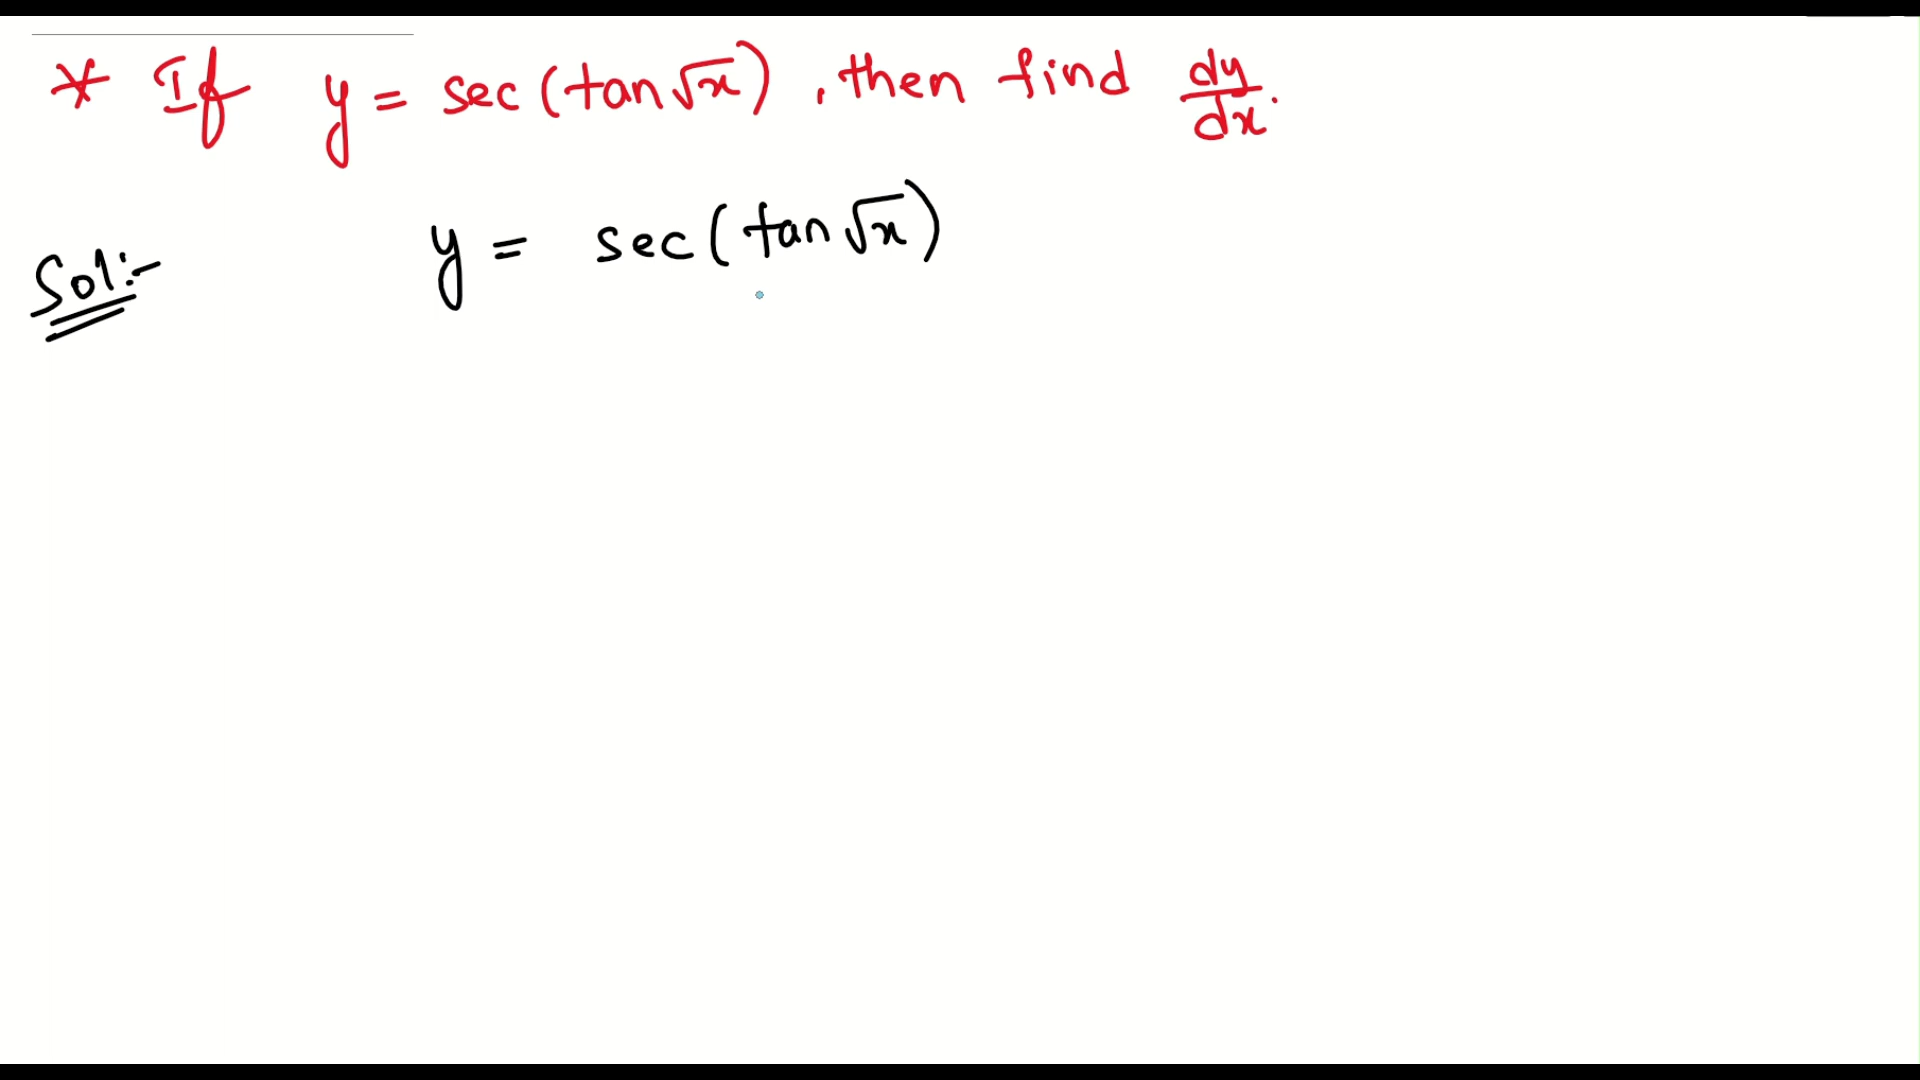 * If y = sec(tan√x), then find dy/dx.
Sol:- y = sec(tan√x)